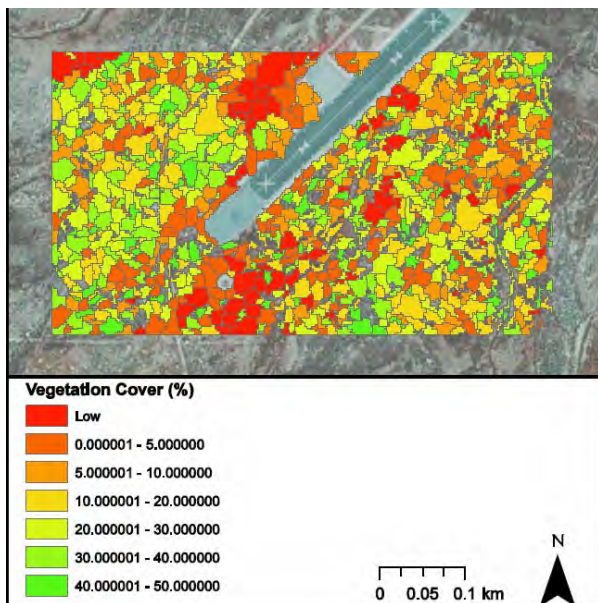 Vegetation Cover (%)
Low
0.000001 - 5.000000
5.000001 - 10.000000
10.000001 - 20.000000
20.000001 - 30.000000
30.000001 - 40.000000
40.000001 - 50.000000
N
0 0.05 0.1 km